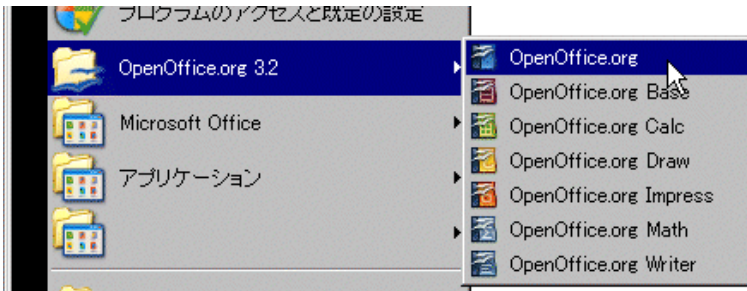 プログラムのアクセスと既定の設定
OpenOffice.org 3.2
Microsoft Office
アプリケーション
OpenOffice.org
OpenOffice.org Base
OpenOffice.org Calc
OpenOffice.org Draw
OpenOffice.org Impress
OpenOffice.org Math
OpenOffice.org Writer